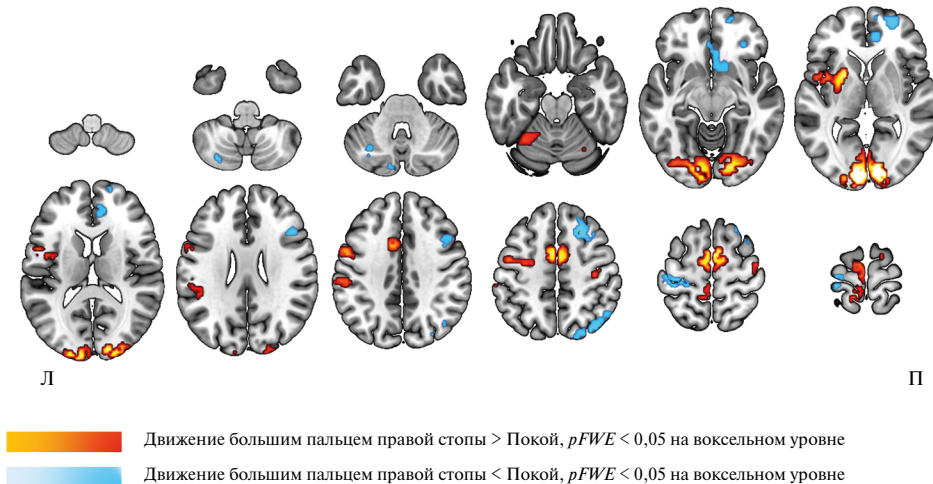 Л
П
Движение большим пальцем правой стопы > Покой, pFWE < 0,05 на воксельном уровне
Движение большим пальцем правой стопы < Покой, pFWE < 0,05 на воксельном уровне